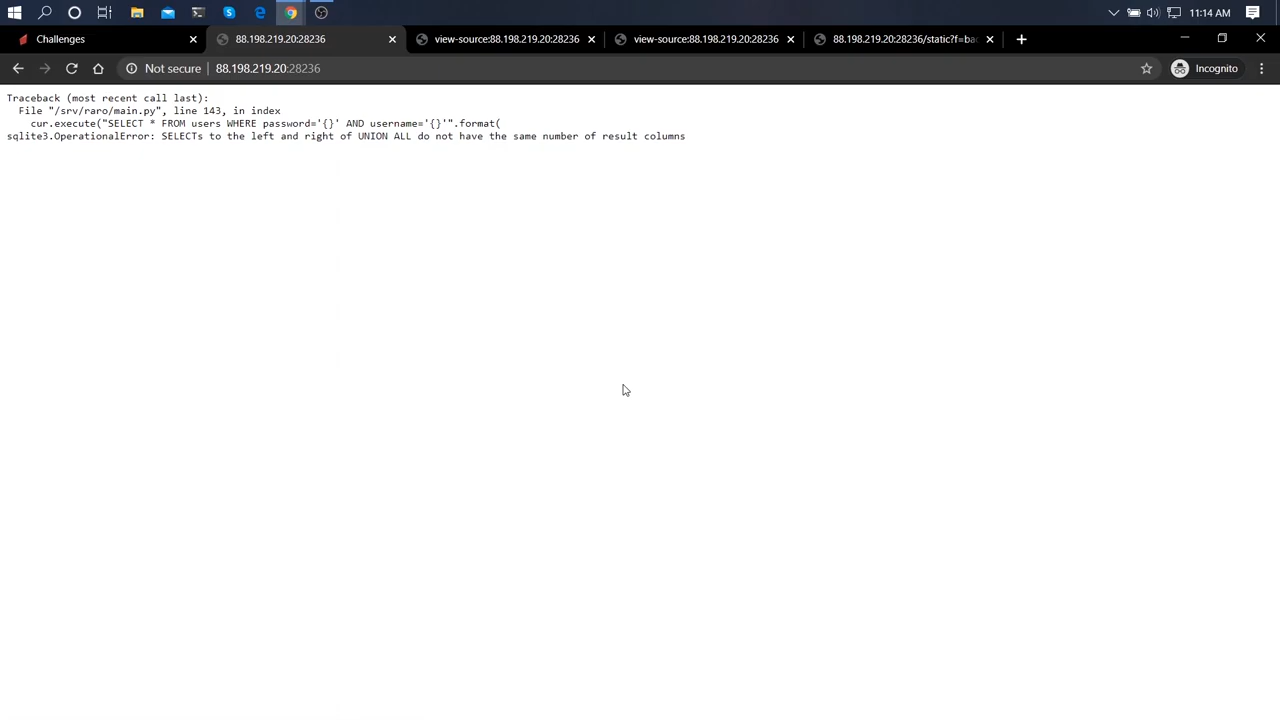 11:14 AM
Challenges
88.198.219.20:28236
view-source:88.198.219.20:28236
view-source:88.198.219.20:28236
88.198.219.20:28236/static?f=ba
Not secure
88.198.219.20:28236
Incognito
Traceback (most recent call last):
File "/srv/raro/main.py", line 143, in index
cur.execute("SELECT * FROM users WHERE password='{}' AND username='{}'".format(
sqlite3.OperationalError: SELECTs to the left and right of UNION ALL do not have the same number of result columns